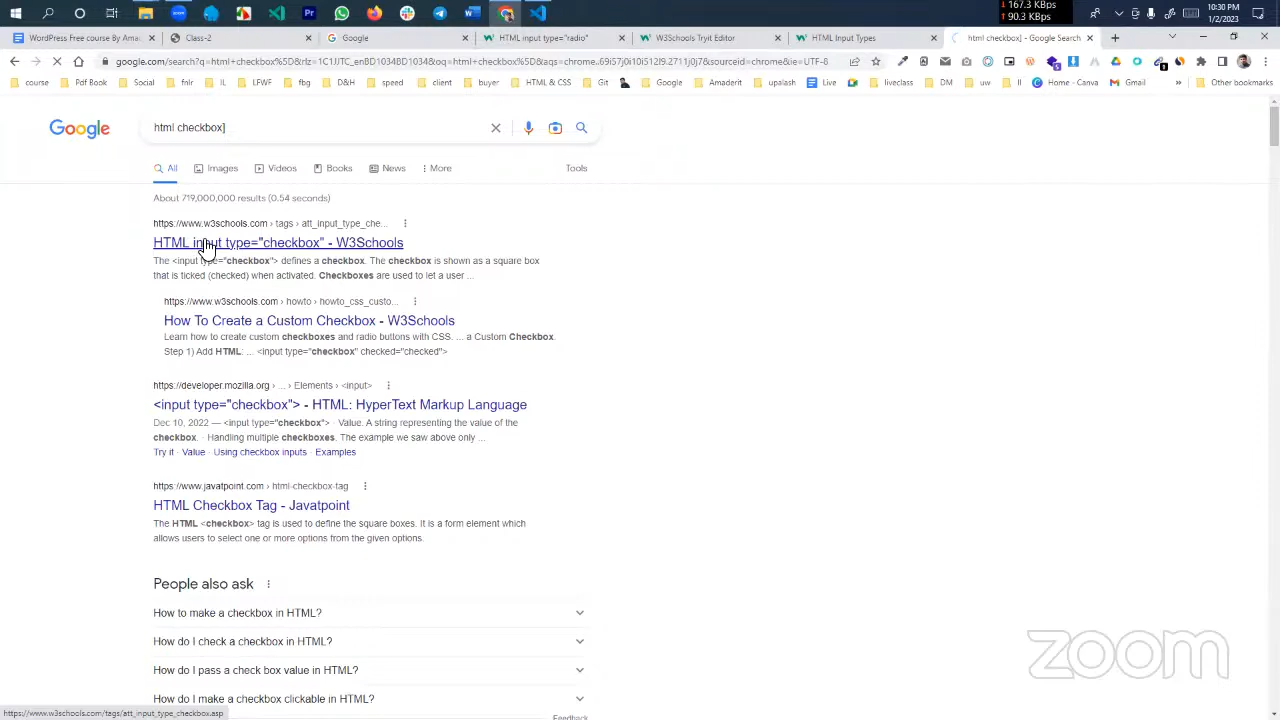 167.3 KBps
90.3 KBps
10:30 PM
1/2/2023
WordPress Free course By Ama
Class-2
Google
HTML input type="radio"
W3Schools Tryit Editor
HTML Input Types
html checkbox] - Google Search
google.com/search?q=html+checkbox%5D&rlz=1C1JTC_enBD1034BD1034&oq=html+checkbox%5D&aqs=chrome..69i57j0i512l9.2711j0j7&sourceid=chrome&ie=UTF-8
course
Pdf Book
Social
fnir
IL
LFWF
fbg
D&L
speed
client
buyer
HTML & CSS
Git
Google
Amaderit
upalash
Live
liveclass
DM
uw
II
Home - Canva
Gmail
»
Other bookmarks
Google
html checkbox]
All
Images
Videos
Books
News
More
Tools
About 719,000,000 results (0.54 seconds)
https://www.w3schools.com › tags › att_input_type_che...
HTML input type="checkbox" - W3Schools
The <input type="checkbox"> defines a checkbox. The checkbox is shown as a square box
that is ticked (checked) when activated. Checkboxes are used to let a user ...
https://www.w3schools.com › howto › howto_css_custo...
How To Create a Custom Checkbox - W3Schools
Learn how to create custom checkboxes and radio buttons with CSS. ... a Custom Checkbox.
Step 1) Add HTML: ... <input type="checkbox" checked="checked">
https://developer.mozilla.org › ... › Elements › <input>
<input type="checkbox"> - HTML: HyperText Markup Language
Dec 10, 2022 — <input type="checkbox"> · Value. A string representing the value of the
checkbox. · Handling multiple checkboxes. The example we saw above only ...
Try it · Value · Using checkbox inputs · Examples
https://www.javatpoint.com › html-checkbox-tag
HTML Checkbox Tag - Javatpoint
The HTML <checkbox> tag is used to define the square boxes. It is a form element which
allows users to select one or more options from the given options.
People also ask
How to make a checkbox in HTML?
How do I check a checkbox in HTML?
How do I pass a check box value in HTML?
How do I make a checkbox clickable in HTML?
Feedback
zoom
https://www.w3schools.com/tags/att_input_type_checkbox.asp